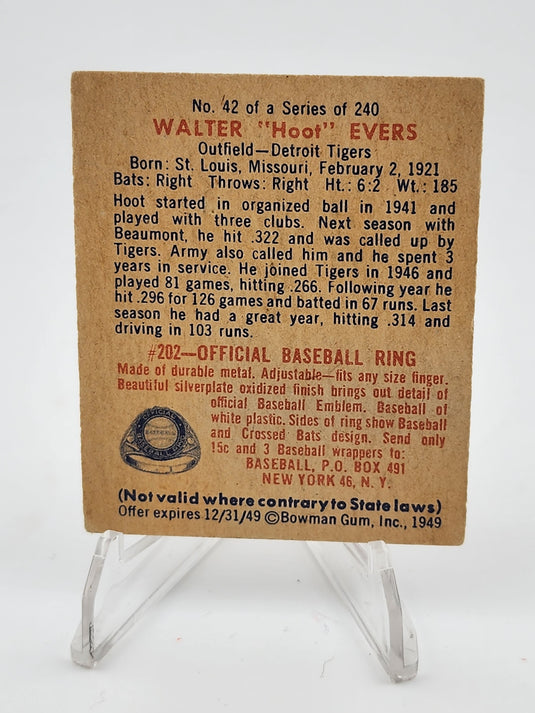 No. 42 of a Series of 240
WALTER "Hoot" EVERS
Outfield—Detroit Tigers
Born: St. Louis, Missouri, February 2, 1921
Bats: Right Throws: Right Ht.: 6:2 Wt.: 185
Hoot started in organized ball in 1941 and
played with three clubs. Next season with
Beaumont, he hit .322 and was called up by
Tigers. Army also called him and he spent 3
years in service. He joined Tigers in 1946 and
played 81 games, hitting .266. Following year he
hit .296 for 126 games and batted in 67 runs. Last
season he had a great year, hitting .314 and
driving in 103 runs.
#202—OFFICIAL BASEBALL RING
Made of durable metal. Adjustable—fits any size finger.
Beautiful silverplate oxidized finish brings out detail of
official Baseball Emblem. Baseball of
white plastic. Sides of ring show Baseball
and Crossed Bats design. Send only
15c and 3 Baseball wrappers to:
BASEBALL, P.O. BOX 491
NEW YORK 46, N. Y.
OFFICIAL
BASEBALL
(Not valid where contrary to State laws)
Offer expires 12/31/49 ©Bowman Gum, Inc., 1949